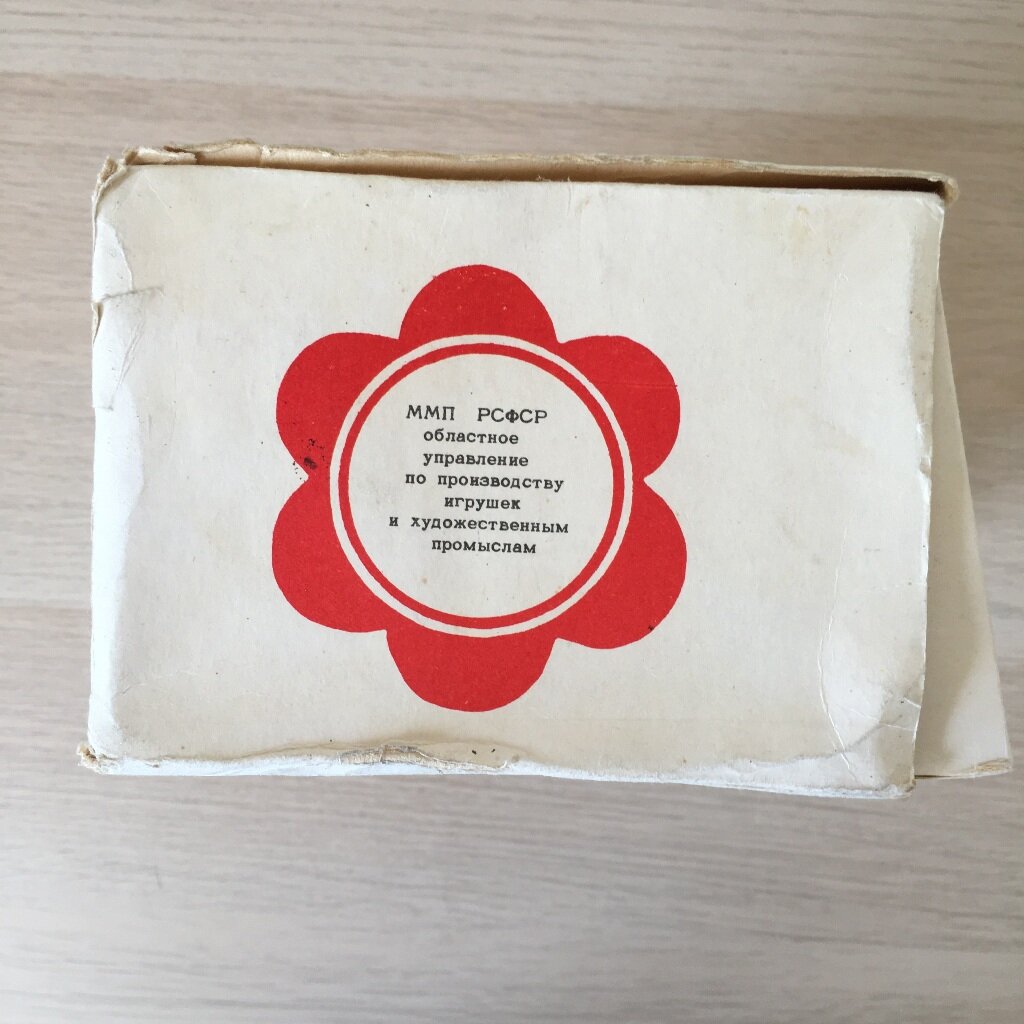 ММП РСФСР
областное
управление
по производству
игрушек
и художественным
промыслам